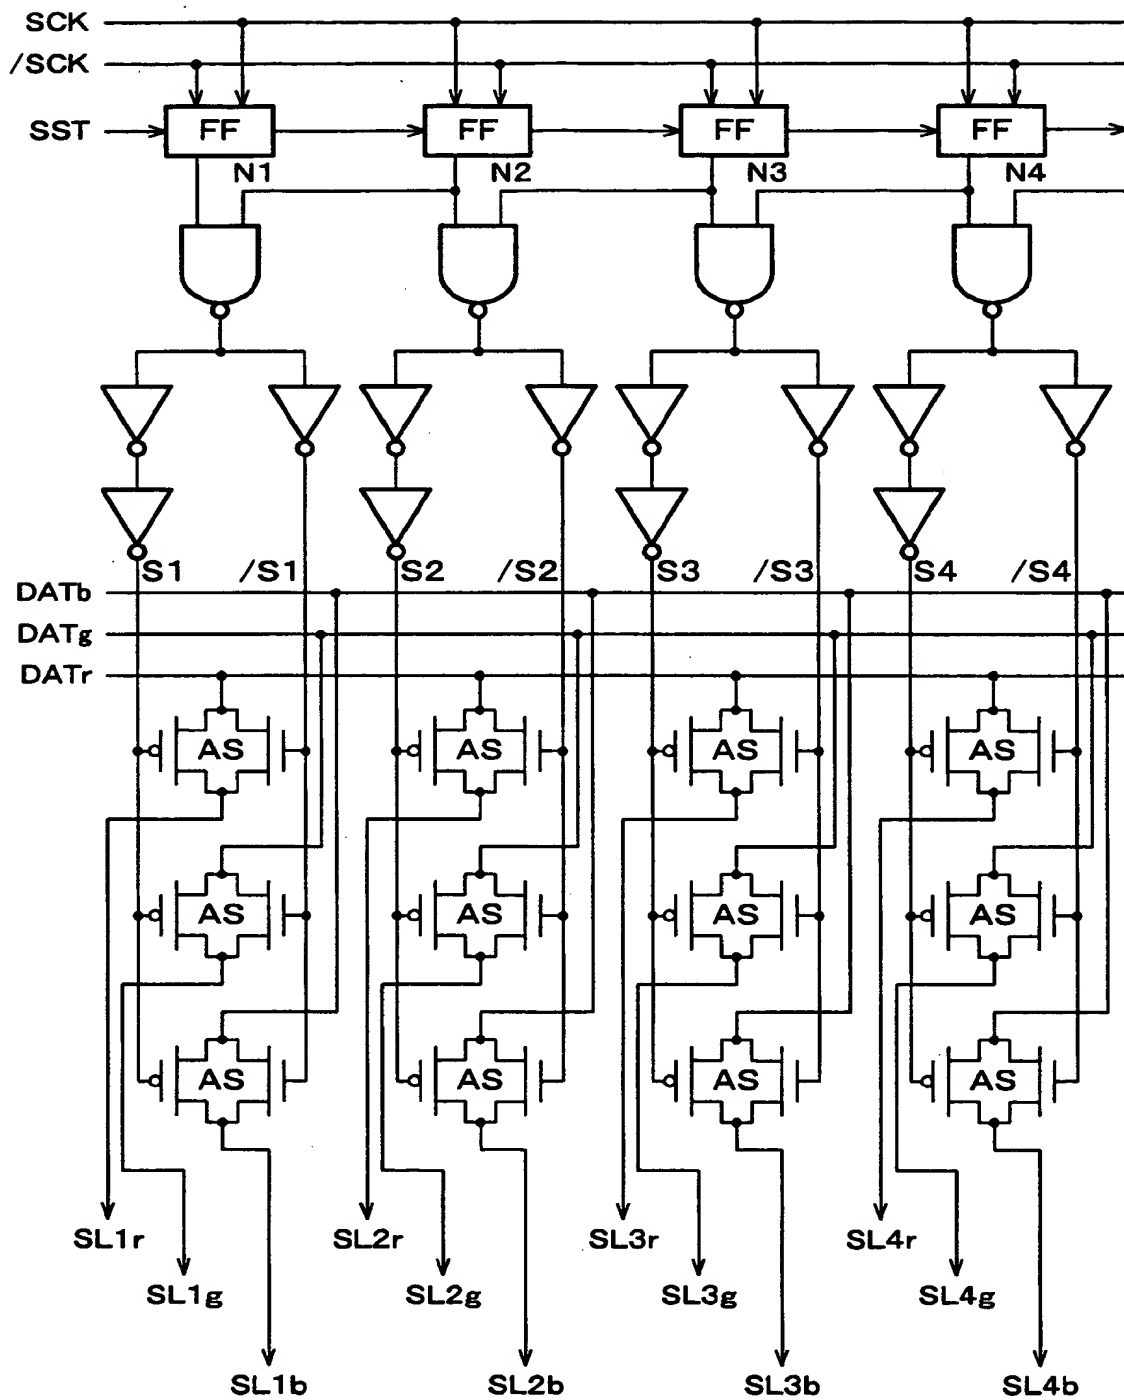 SCK
/SCK
SST FF FF FF FF
N1 N2 N3 N4
S1 /S1 S2 /S2 S3 /S3 S4 /S4
DATb
DATg
DATr
AS AS AS AS
AS AS AS AS
AS AS AS AS
SL1r SL2r SL3r SL4r
SL1g SL2g SL3g SL4g
SL1b SL2b SL3b SL4b